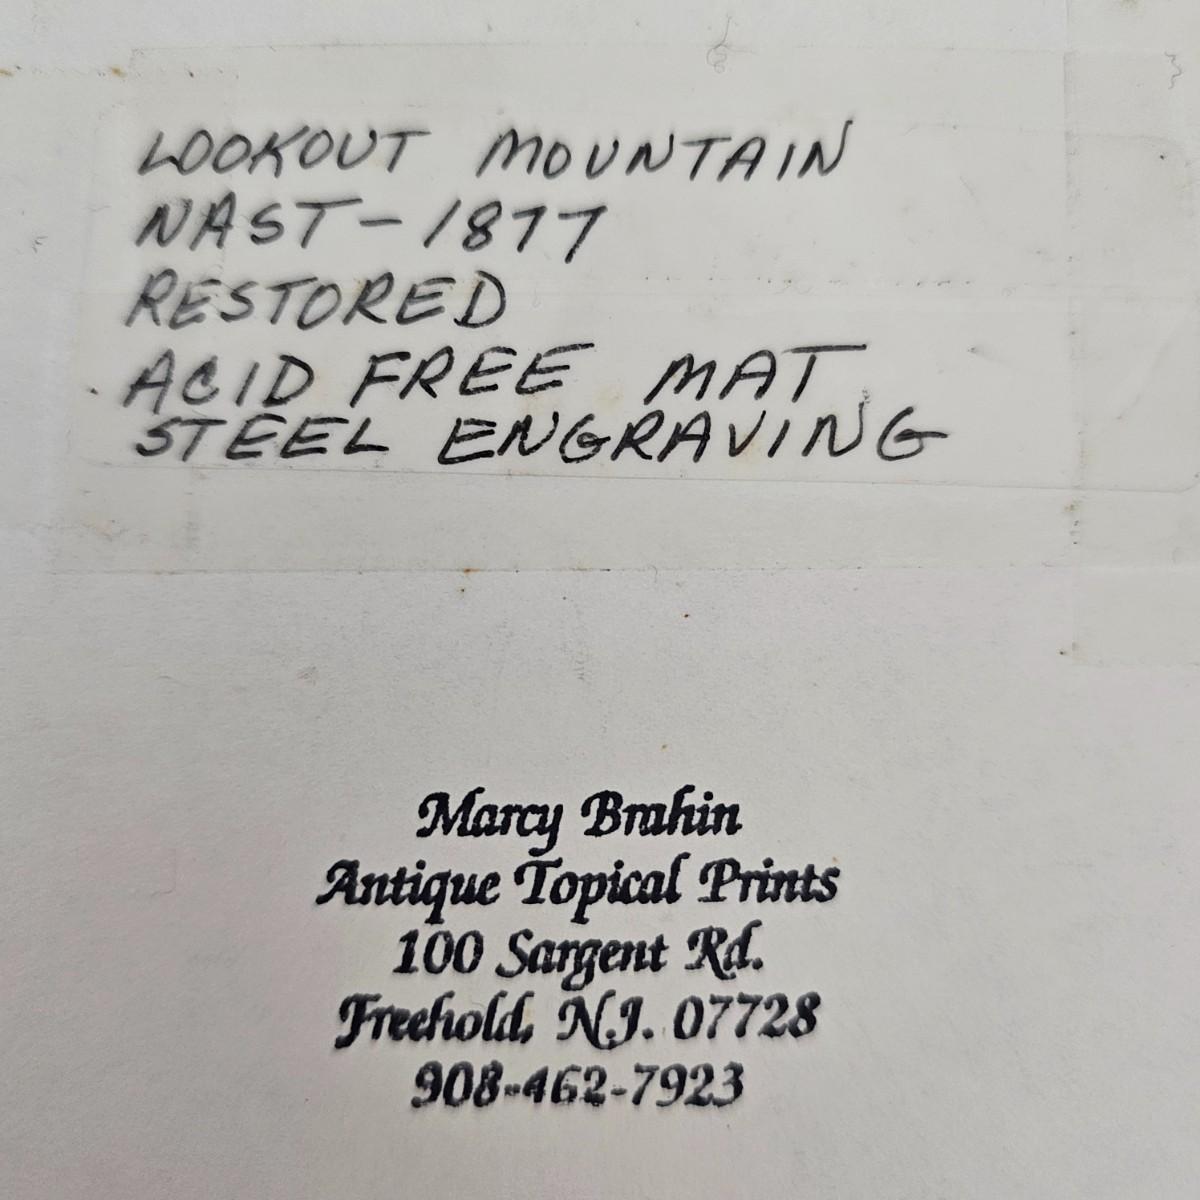 LOOKOUT MOUNTAIN
NAST-1877
RESTORED
ACID FREE MAT
STEEL ENGRAVING
Marcy Brahin
Antique Topical Prints
100 Sargent Rd.
Freehold, N.J. 07728
908-462-7923